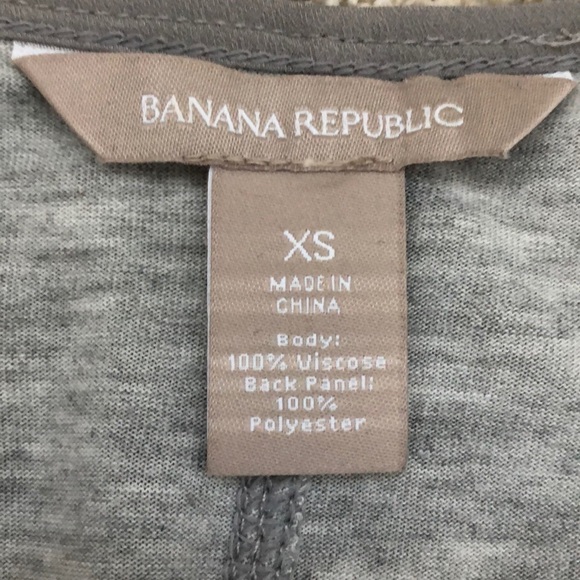 BANANA REPUBLIC
XS
MADE IN
CHINA
Body:
100% Viscose
Back Panel:
100%
Polyester